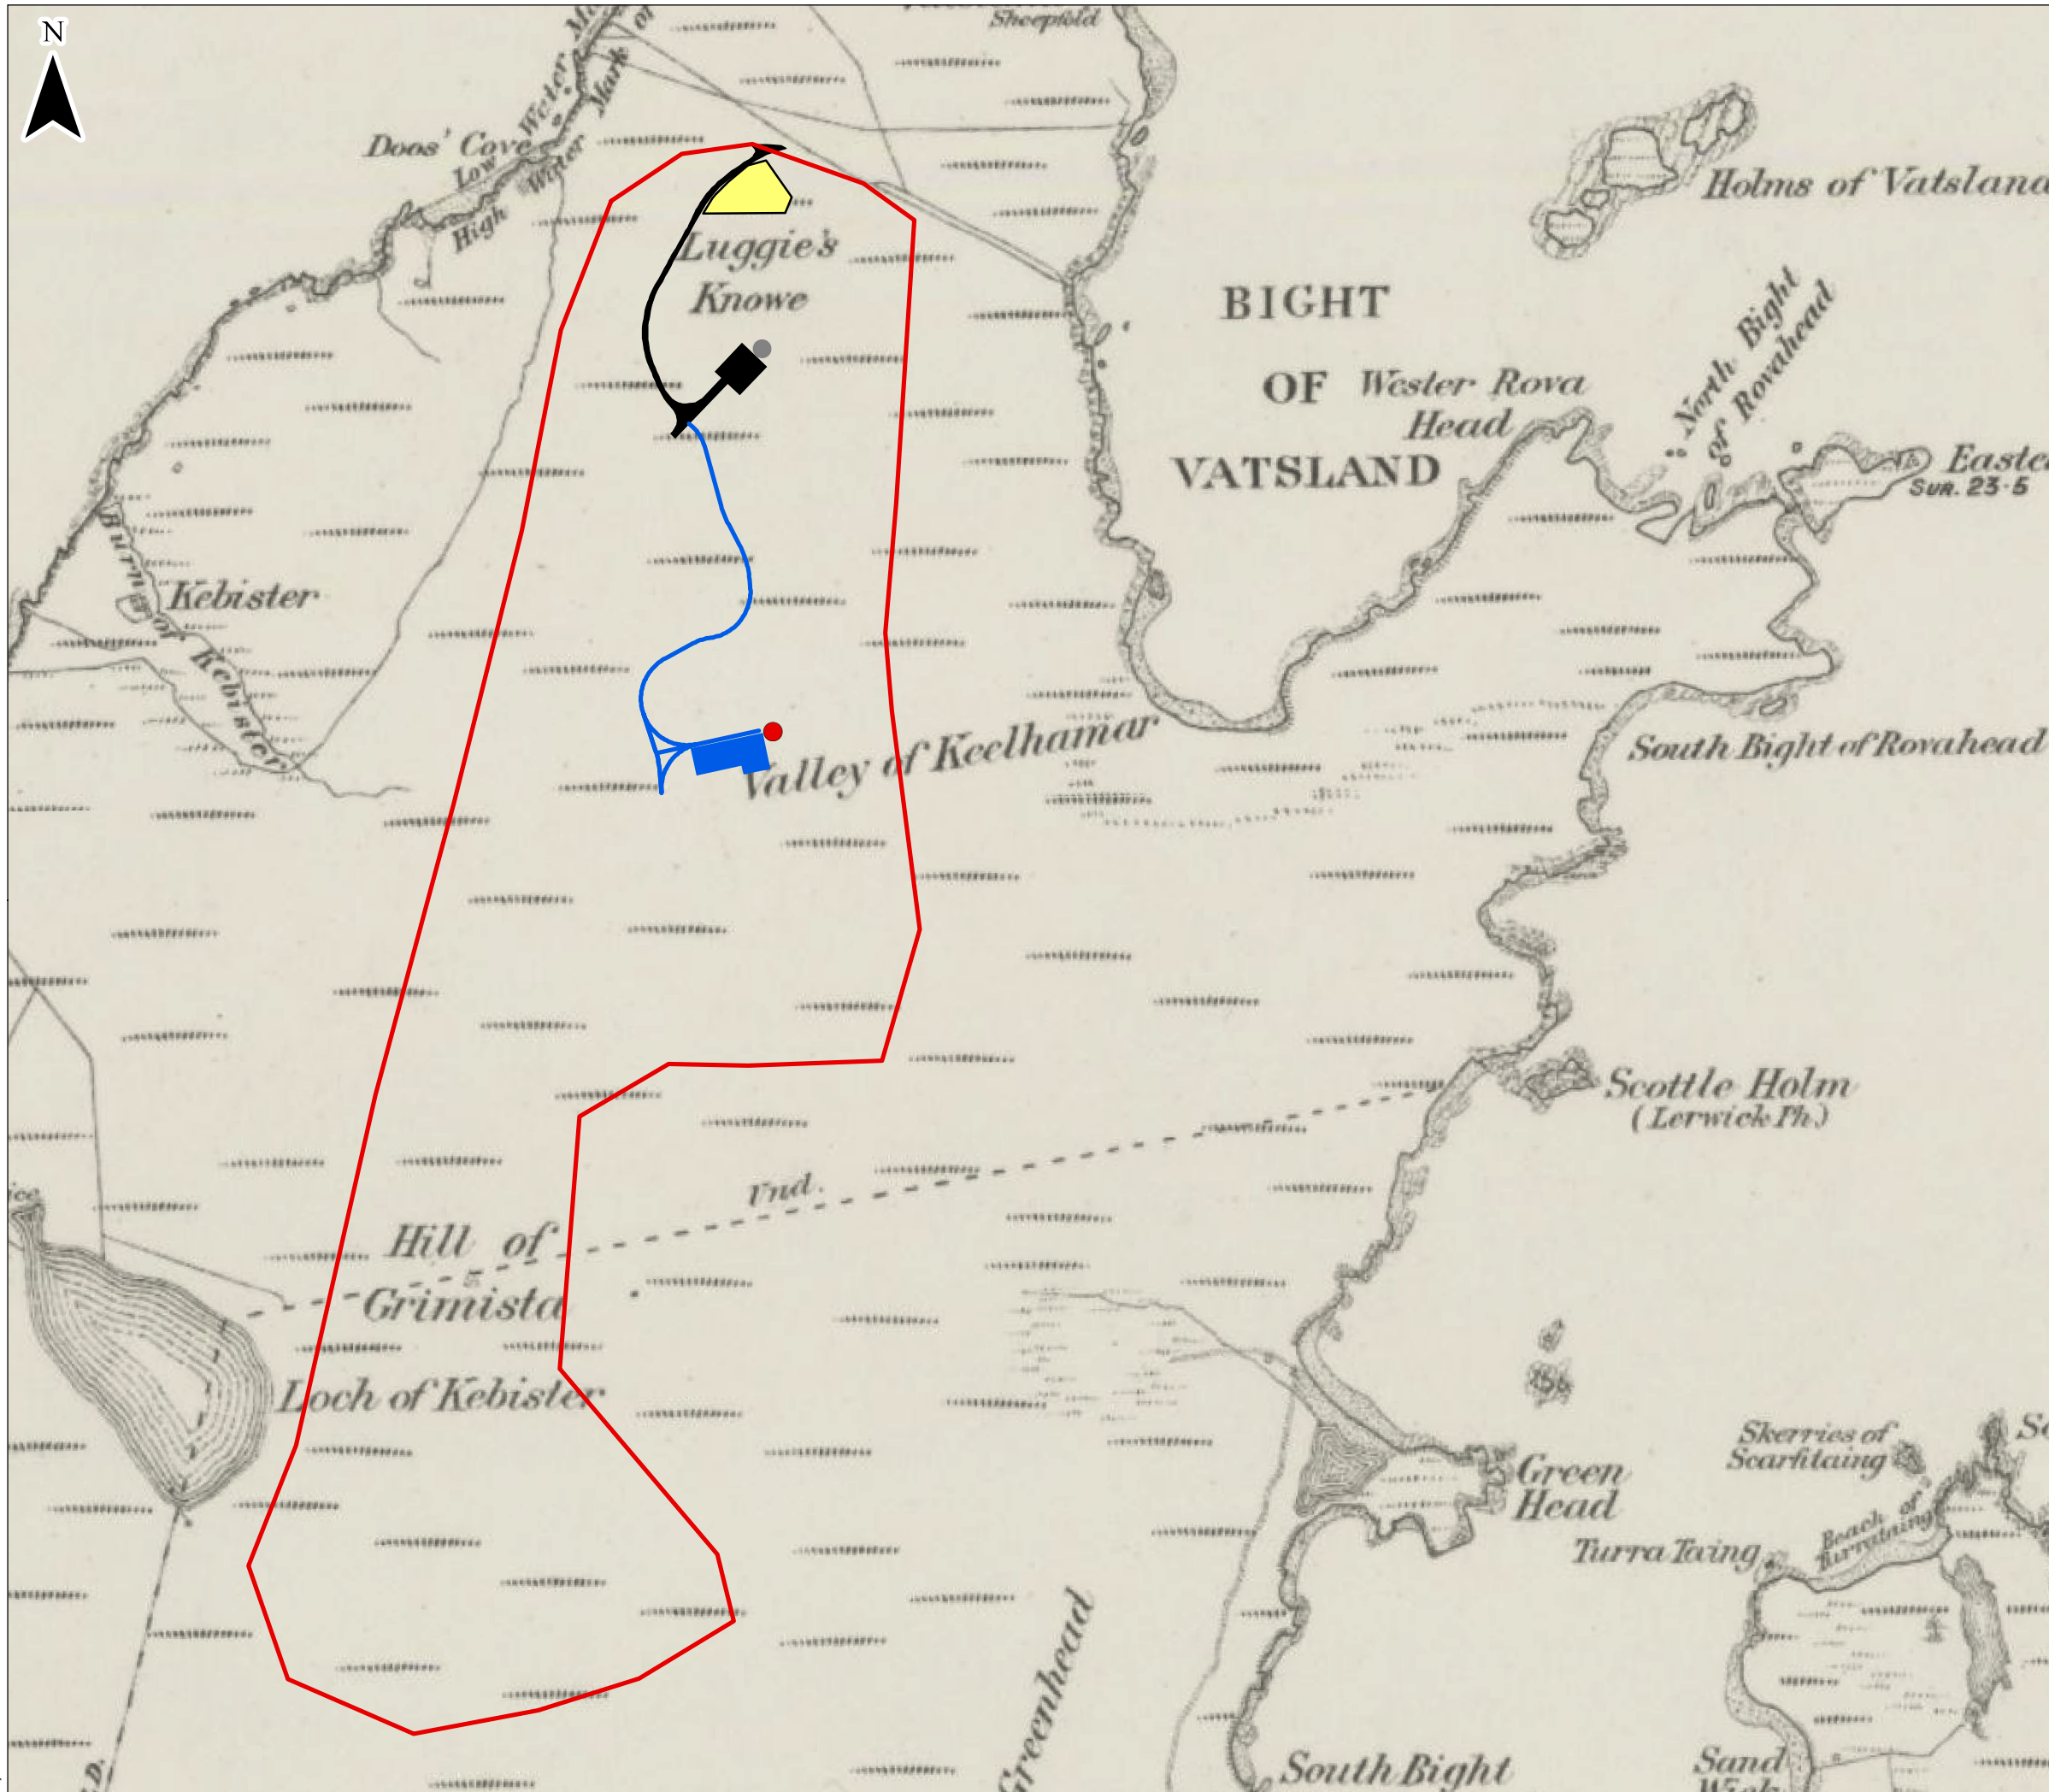 N
Sheepfold
Doos' Cove
Low Water Mark
High Water Mark
Holms of Vatsland
Luggie's
Knowe
BIGHT
OF
VATSLAND
Wester Rova
Head
North Bight
of Rovahead
SUR. 23·5
Burn of Kebister
Kebister
Valley of Keelhamar
South Bight of Rovahead
Scottle Holm
(Lerwick Ph.)
Und.
Hill of
Grimista
Loch of Kebister
Green
Head
Skerries of
Scarfitaing
Turra Taing
Beach of
Turrataing
Greenhead
South Bight
Sand